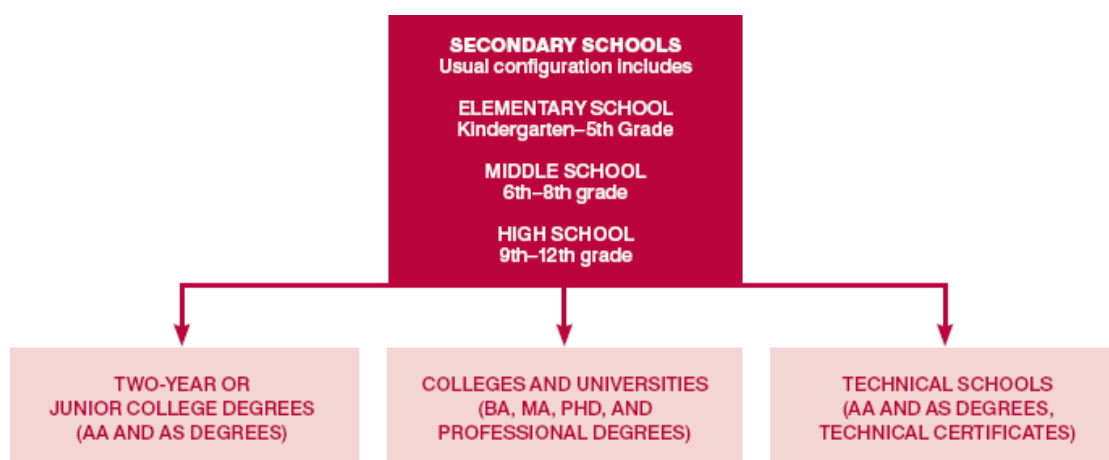 SECONDARY SCHOOLS
Usual configuration includes
ELEMENTARY SCHOOL
Kindergarten–5th Grade
MIDDLE SCHOOL
6th–8th grade
HIGH SCHOOL
9th–12th grade
TWO-YEAR OR
JUNIOR COLLEGE DEGREES
(AA AND AS DEGREES)
COLLEGES AND UNIVERSITIES
(BA, MA, PHD, AND
PROFESSIONAL DEGREES)
TECHNICAL SCHOOLS
(AA AND AS DEGREES,
TECHNICAL CERTIFICATES)